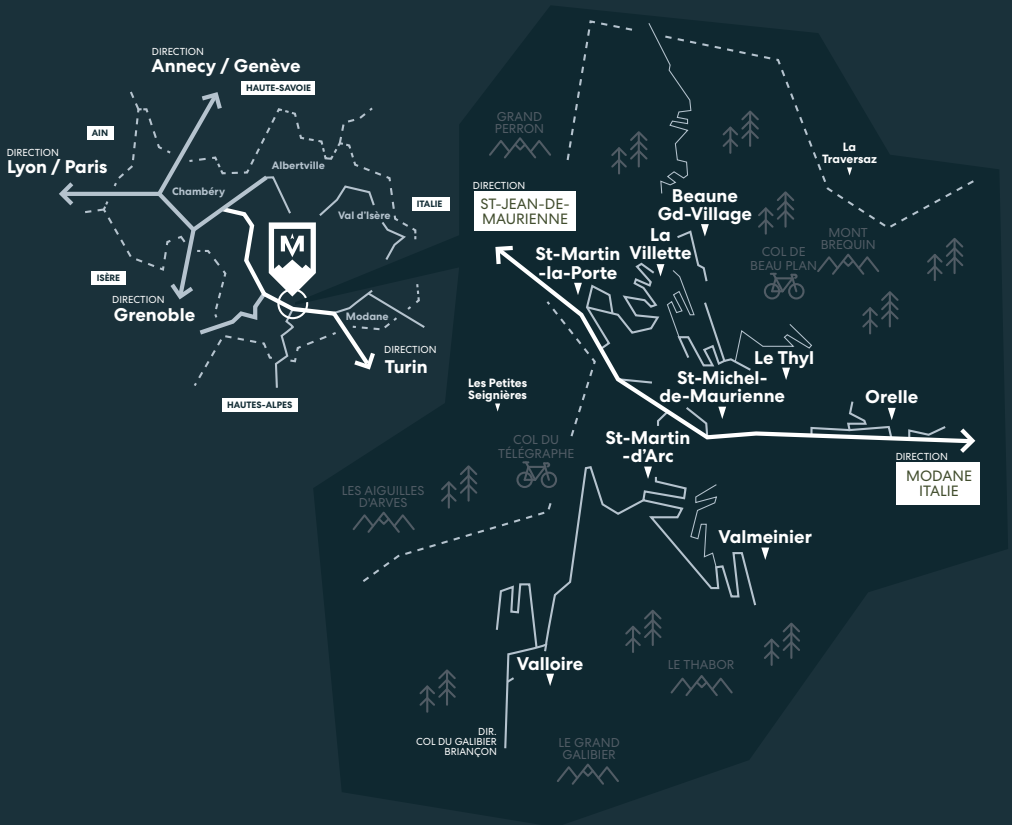 DIRECTION
Annecy / Genève
HAUTE-SAVOIE
AIN
DIRECTION
Lyon / Paris
Albertville
Chambéry
ITALIE
Val d'Isère
M
ISÈRE
DIRECTION
Grenoble
Modane
DIRECTION
Turin
HAUTES-ALPES
GRAND
PERRON
La
Traversaz
DIRECTION
ST-JEAN-DE-
MAURIENNE
Beaune
Gd-Village
La
Villette
St-Martin
-la-Porte
COL DE
BEAU PLAN
MONT
BREQUIN
Le Thyl
Les Petites
Seignières
St-Michel-
de-Maurienne
Orelle
COL DU
TÉLÉGRAPHE
St-Martin
-d'Arc
DIRECTION
MODANE
ITALIE
LES AIGUILLES
D'ARVES
Valmeinier
Valloire
LE THABOR
DIR.
COL DU GALIBIER
BRIANÇON
LE GRAND
GALIBIER